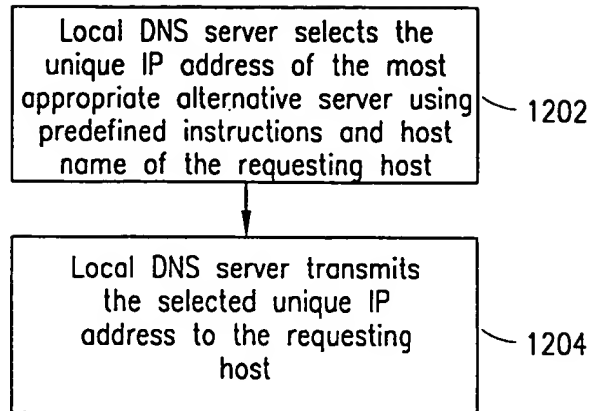 Local DNS server selects the
unique IP address of the most
appropriate alternative server using
predefined instructions and host
name of the requesting host
1202
Local DNS server transmits
the selected unique IP
address to the requesting
host
1204